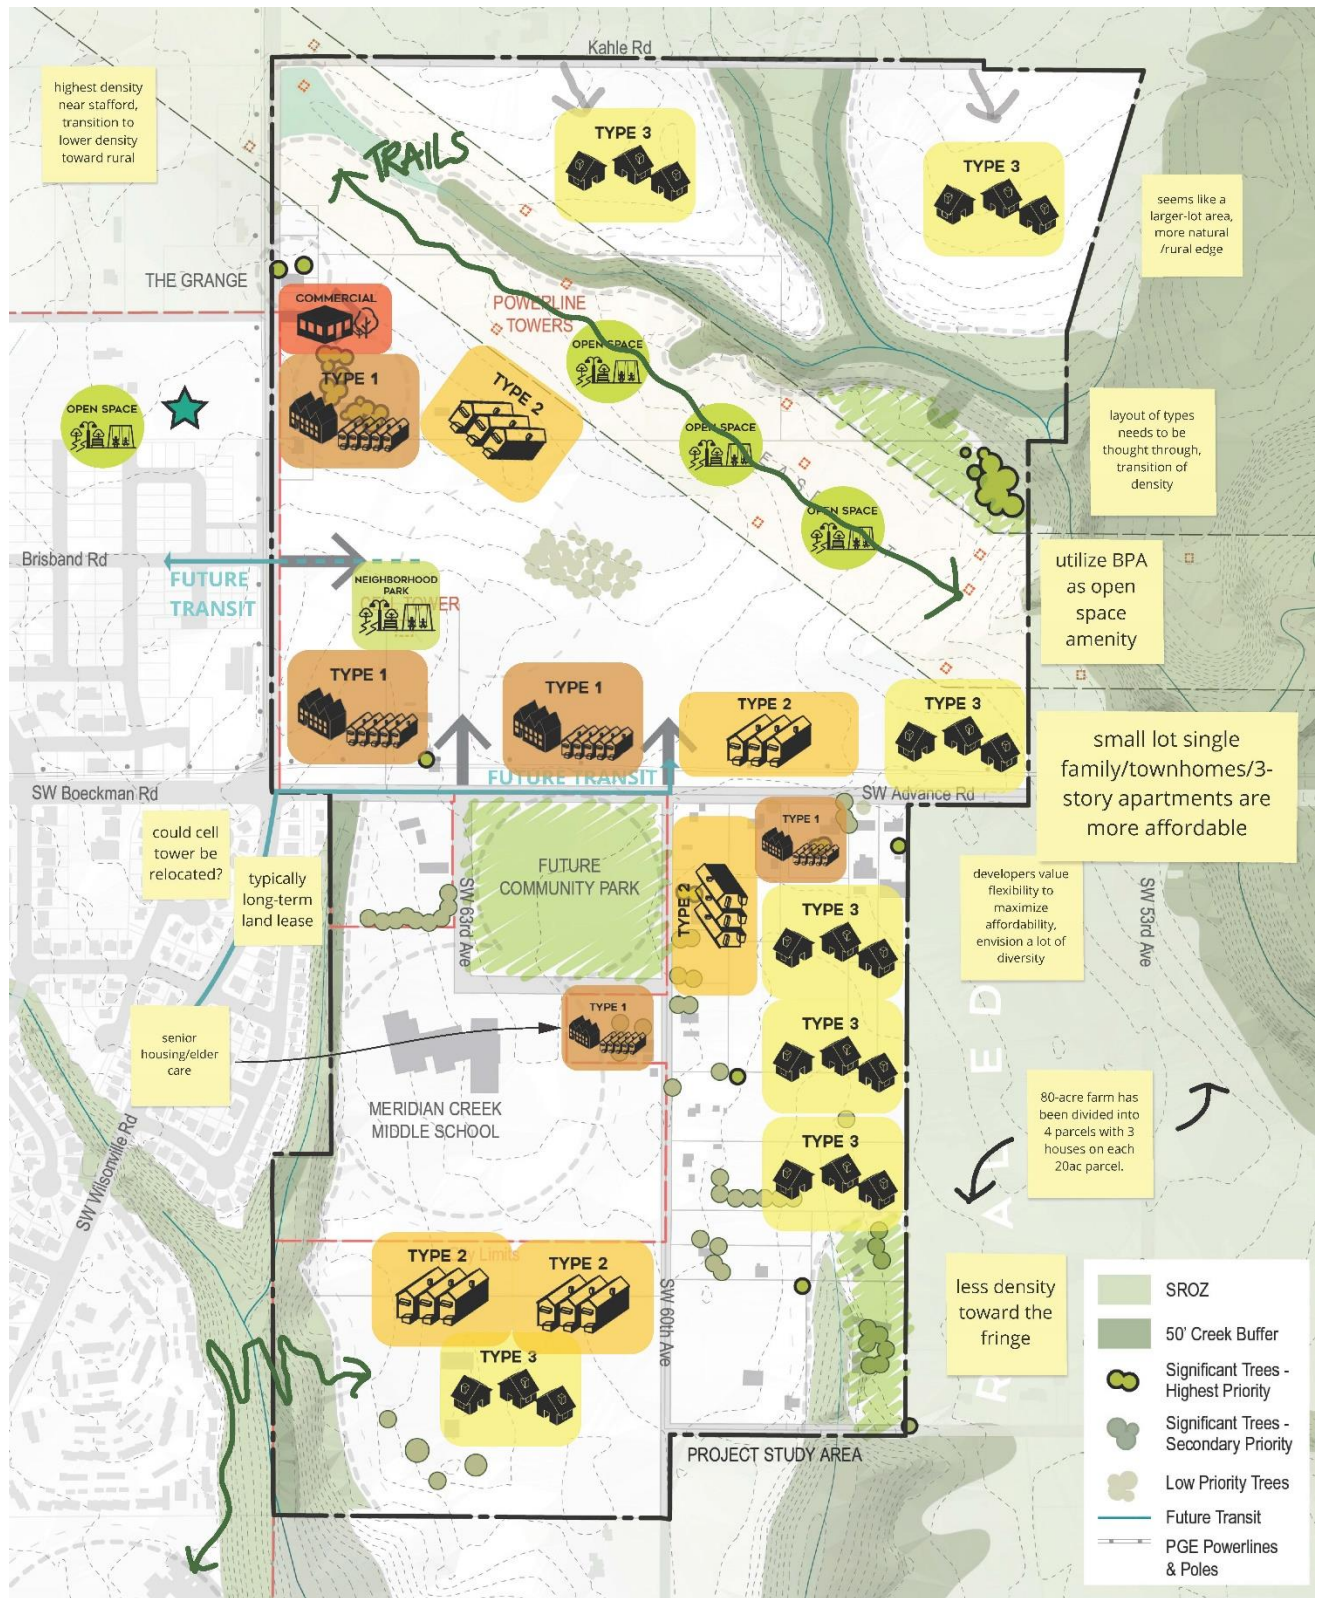 Kahle Rd
highest density
near stafford,
transition to
lower density
toward rural
TRAILS
TYPE 3
TYPE 3
seems like a
larger-lot area,
more natural
/rural edge
THE GRANGE
COMMERCIAL
POWERLINE
TOWERS
OPEN SPACE
TYPE 1
TYPE 2
OPEN SPACE
OPEN SPACE
layout of types
needs to be
thought through,
transition of
density
OPEN SPACE
Brisband Rd
FUTURE
TRANSIT
NEIGHBORHOOD
PARK
CELL TOWER
utilize BPA
as open
space
amenity
TYPE 1
TYPE 1
TYPE 2
TYPE 3
small lot single
family/townhomes/3-
story apartments are
more affordable
FUTURE TRANSIT
SW Boeckman Rd
SW Advance Rd
could cell
tower be
relocated?
typically
long-term
land lease
SW 63rd Ave
FUTURE
COMMUNITY PARK
TYPE 2
TYPE 1
TYPE 3
developers value
flexibility to
maximize
affordability,
envision a lot of
diversity
SW 53rd Ave
senior
housing/elder
care
TYPE 1
TYPE 3
MERIDIAN CREEK
MIDDLE SCHOOL
TYPE 3
80-acre farm has
been divided into
4 parcels with 3
houses on each
20ac parcel.
SW Wilsonville Rd
TYPE 2
TYPE 2
Limits
TYPE 3
SW 60th Ave
less density
toward the
fringe
PROJECT STUDY AREA
SROZ
50' Creek Buffer
Significant Trees -
Highest Priority
Significant Trees -
Secondary Priority
Low Priority Trees
Future Transit
PGE Powerlines
& Poles